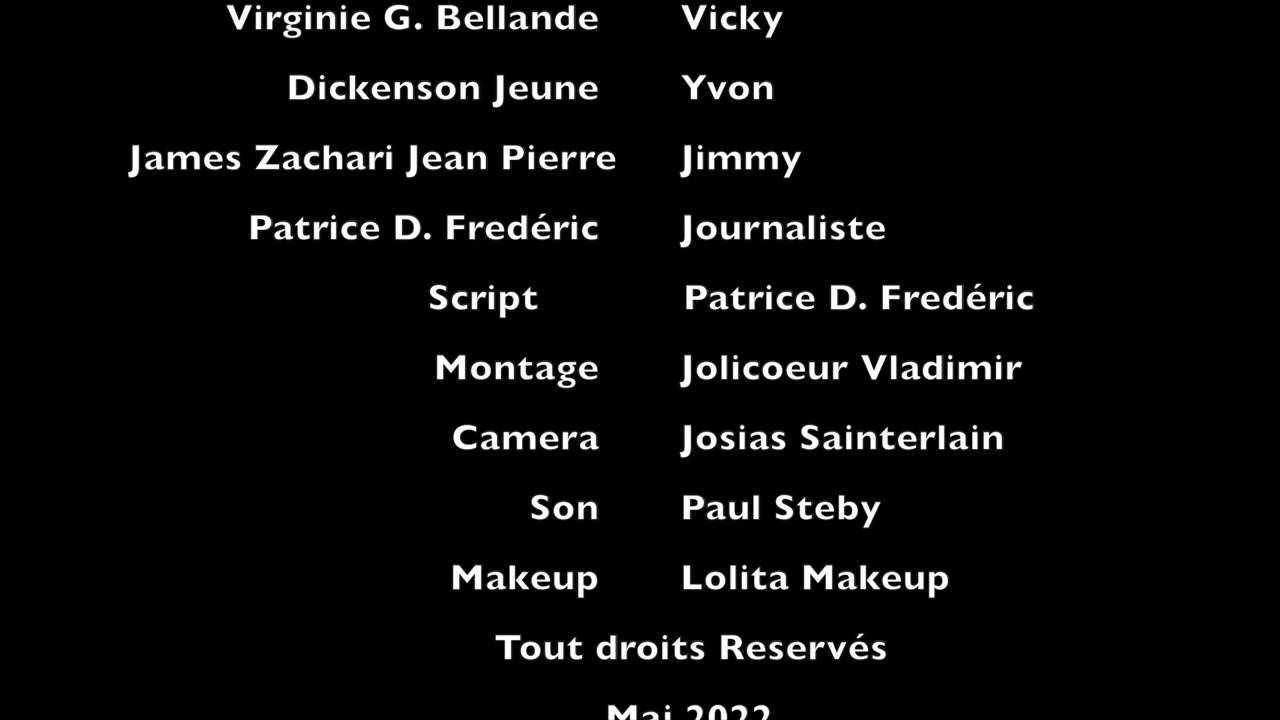 Virginie G. Bellande Vicky
Dickenson Jeune Yvon
James Zachari Jean Pierre Jimmy
Patrice D. Fredéric Journaliste
Script Patrice D. Fredéric
Montage Jolicoeur Vladimir
Camera Josias Sainterlain
Son Paul Steby
Makeup Lolita Makeup
Tout droits Reservés
Mai 2022